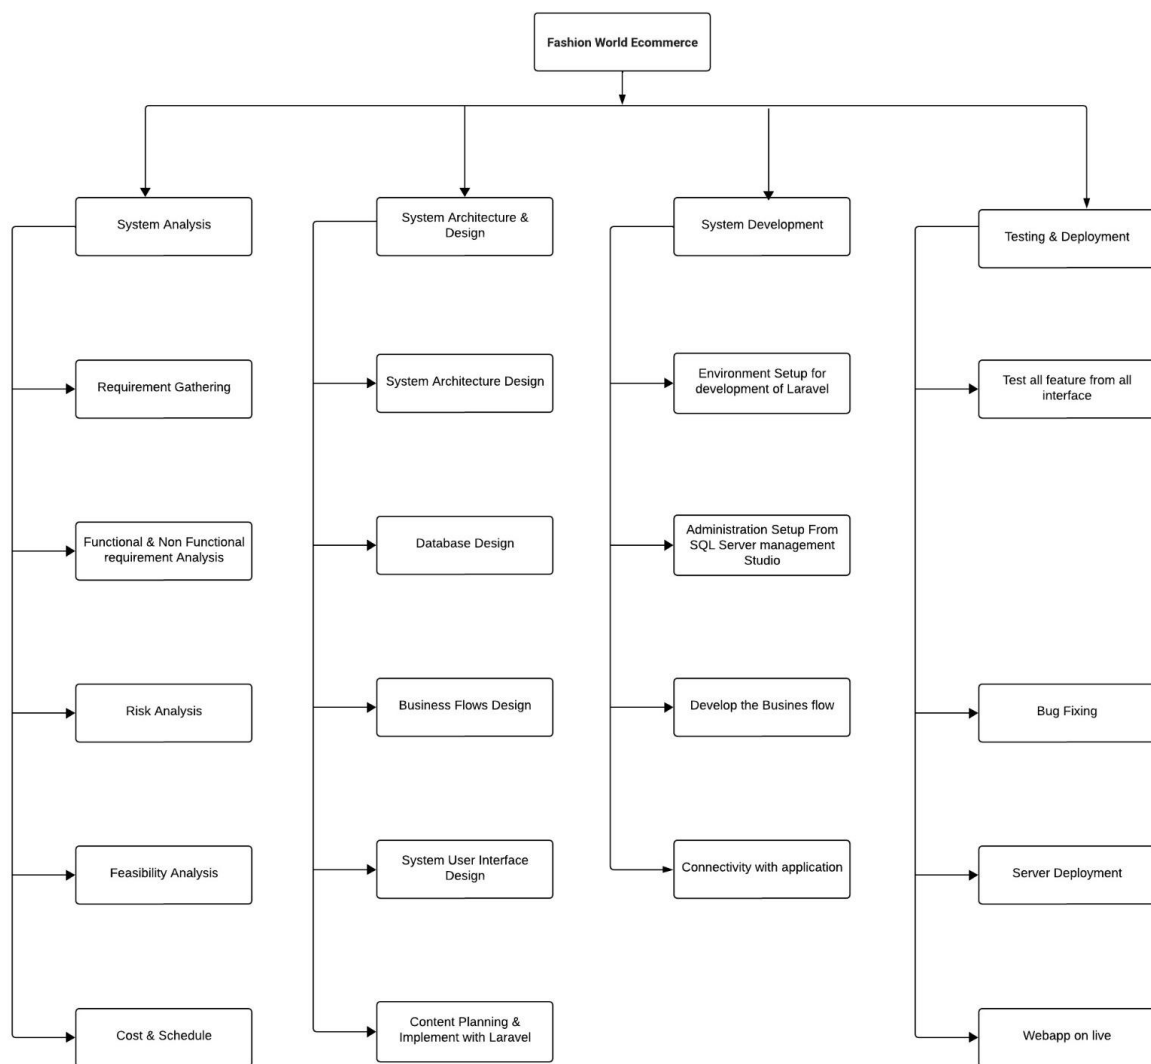 Fashion World Ecommerce
System Analysis
System Architecture &
Design
System Development
Testing & Deployment
Requirement Gathering
System Architecture Design
Environment Setup for
development of Laravel
Test all feature from all
interface
Functional & Non Functional
requirement Analysis
Database Design
Administration Setup From
SQL Server management
Studio
Risk Analysis
Business Flows Design
Develop the Busines flow
Bug Fixing
Feasibility Analysis
System User Interface
Design
Connectivity with application
Server Deployment
Cost & Schedule
Content Planning &
Implement with Laravel
Webapp on live